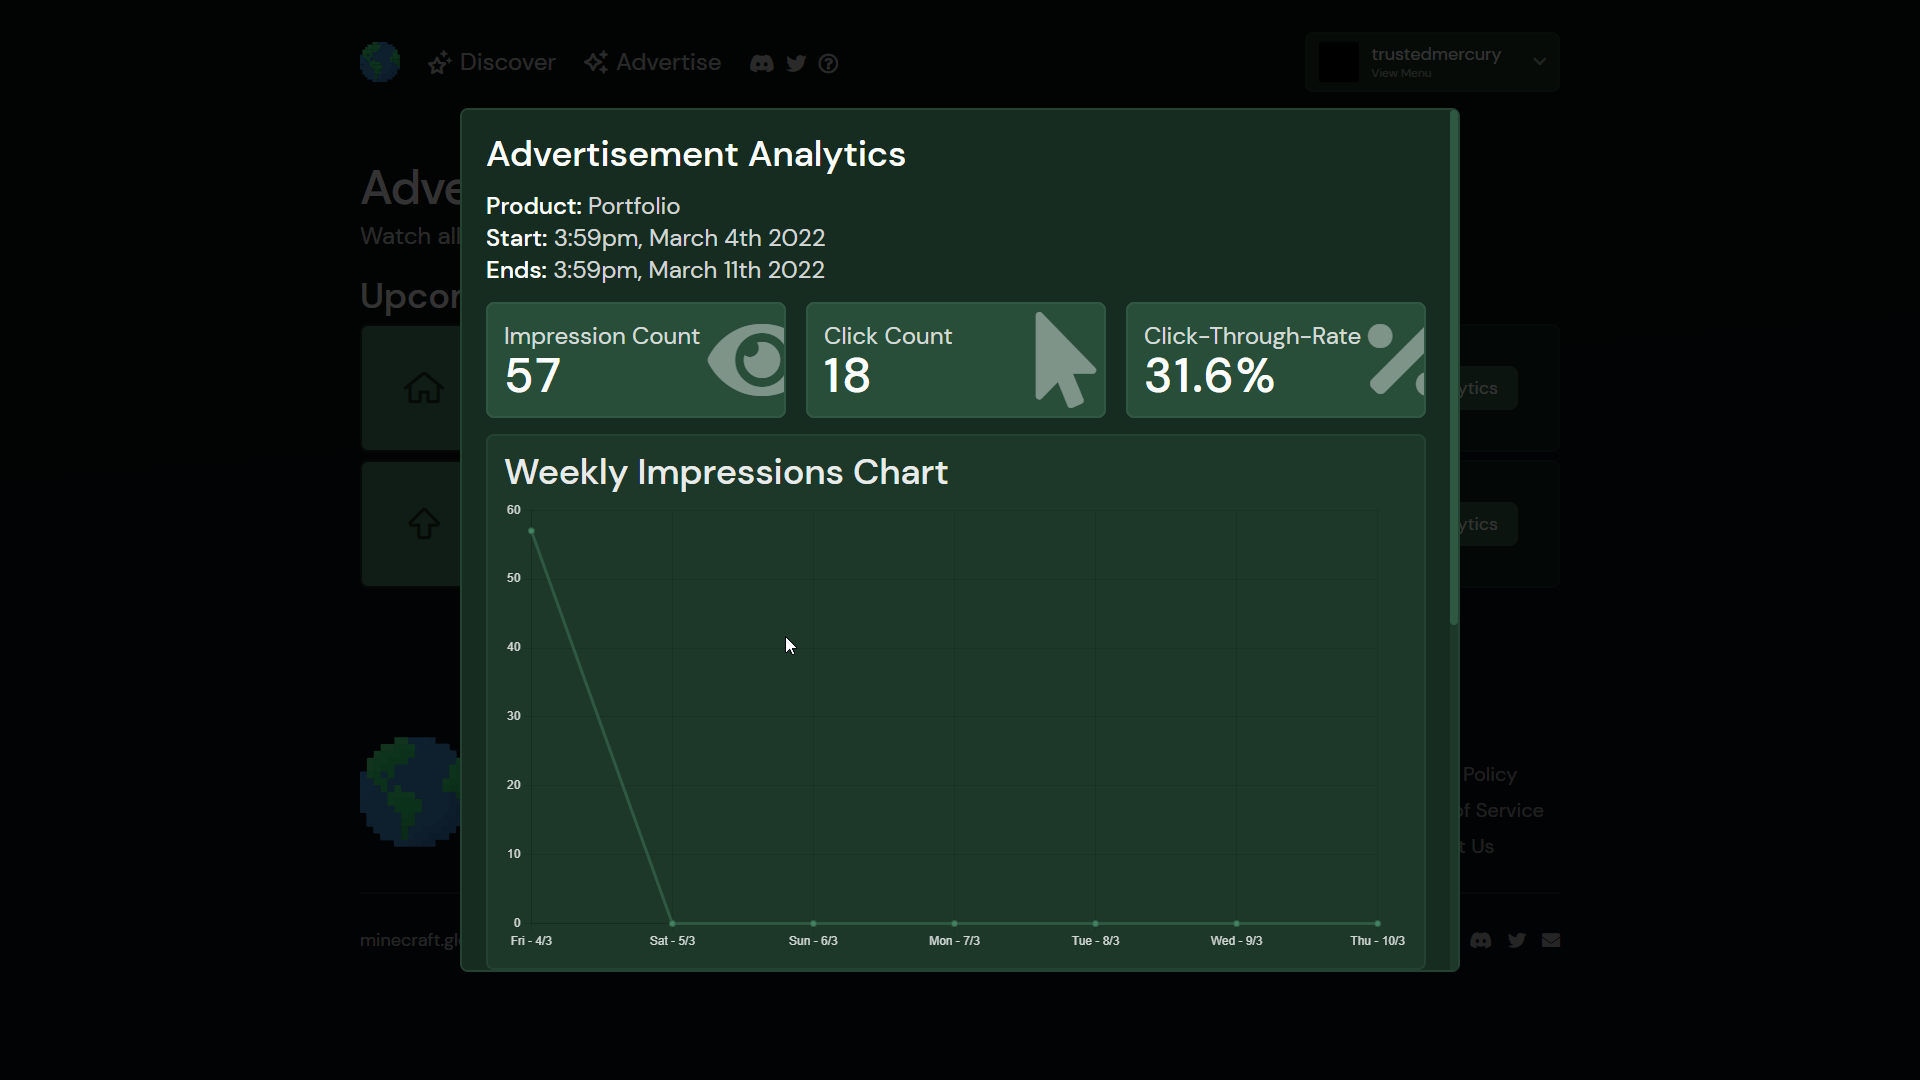 Discover
Advertise
trustedmercury
View Menu
Advertisement Analytics
Product: Portfolio
Start: 3:59pm, March 4th 2022
Ends: 3:59pm, March 11th 2022
Adve
Watch all
Upcor
Impression Count
57
Click Count
18
Click-Through-Rate
31.6%
ytics
Weekly Impressions Chart
60
50
40
30
20
10
0
Fri - 4/3
Sat - 5/3
Sun - 6/3
Mon - 7/3
Tue - 8/3
Wed - 9/3
Thu - 10/3
ytics
Policy
of Service
t Us
minecraft.gl